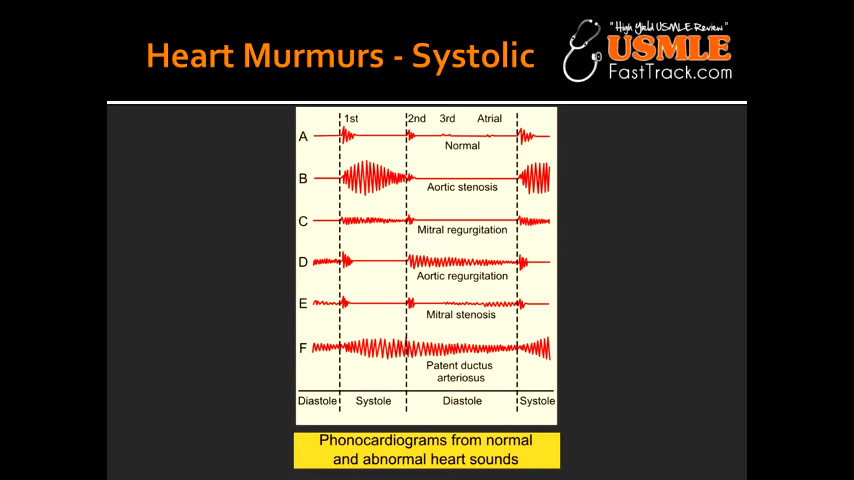 Heart Murmurs - Systolic
"High Yield USMLE Review"
USMLE
FastTrack.com
1st 2nd 3rd Atrial
A
Normal
B
Aortic stenosis
C
Mitral regurgitation
D
Aortic regurgitation
E
Mitral stenosis
F
Patent ductus
arteriosus
Diastole Systole Diastole Systole
Phonocardiograms from normal
and abnormal heart sounds